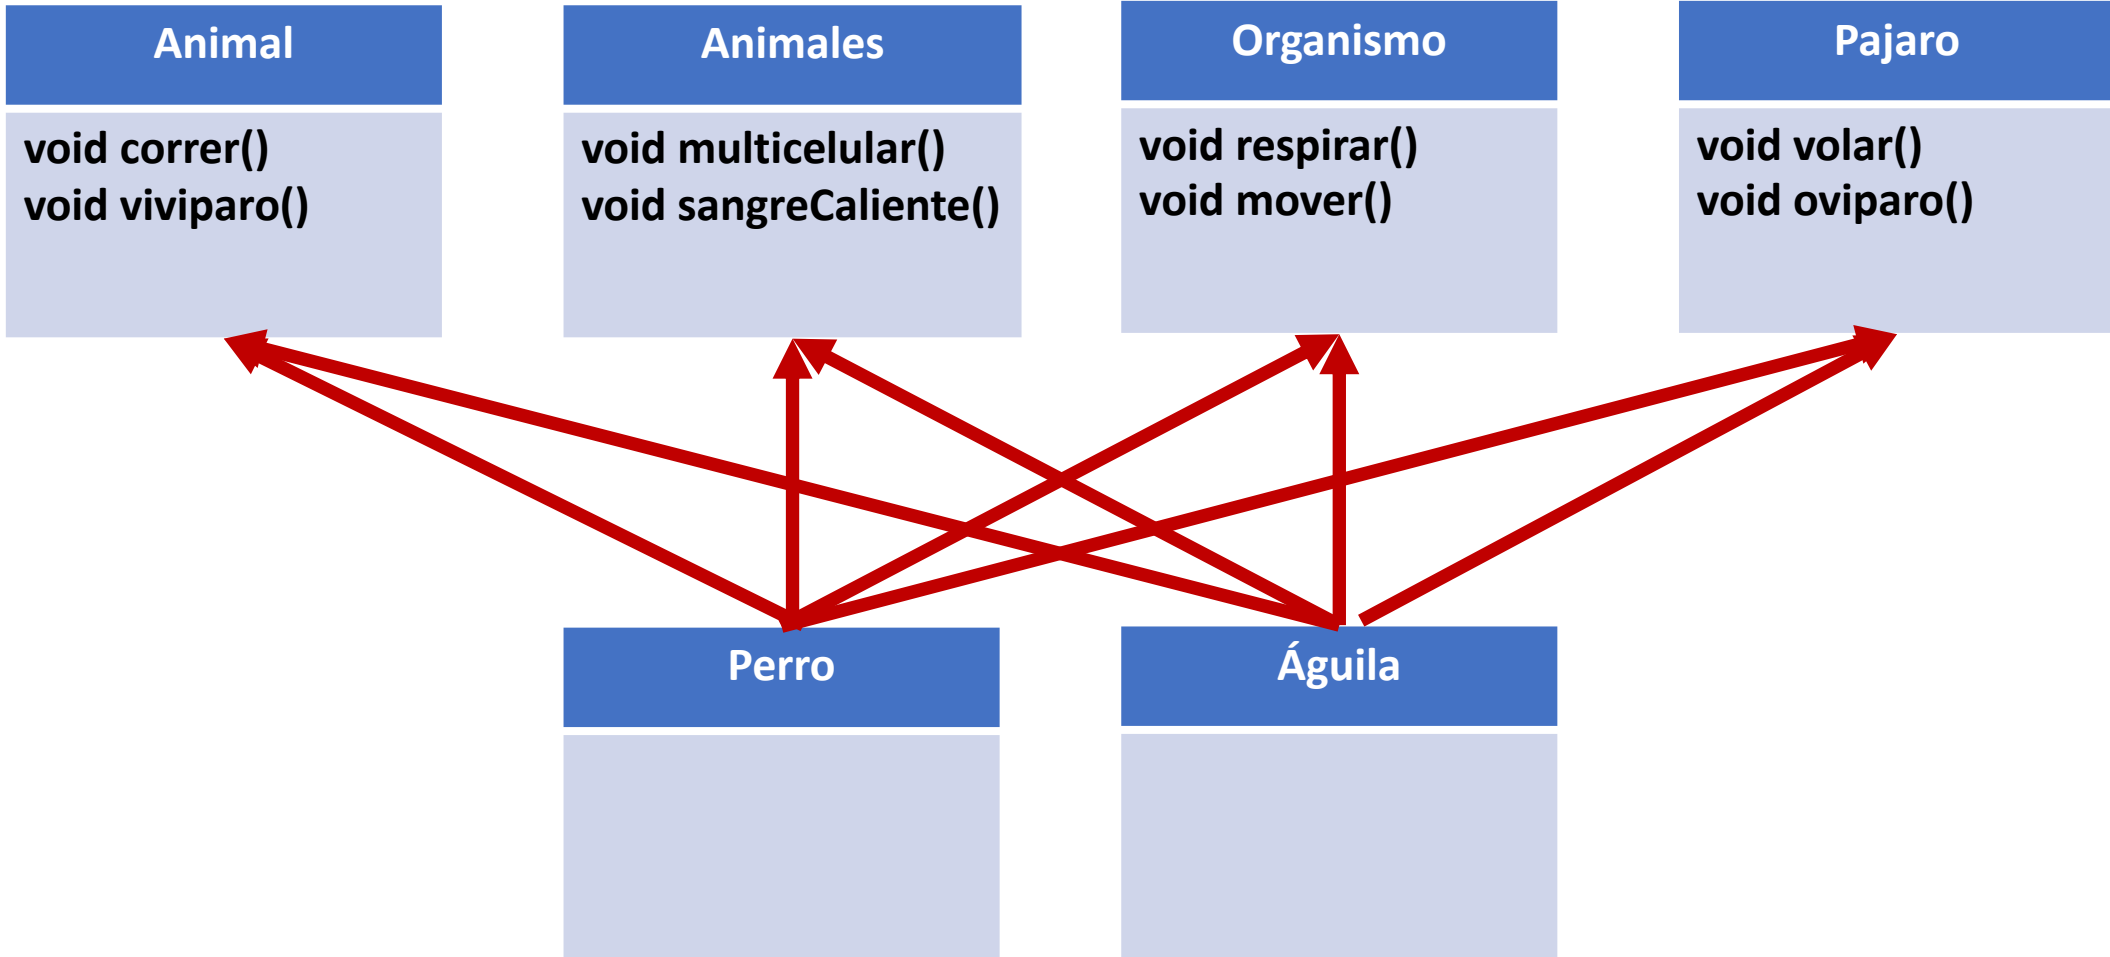 Animal
void correr()
void viviparo()
Animales
void multicelular()
void sangreCaliente()
Organismo
void respirar()
void mover()
Pajaro
void volar()
void oviparo()
Perro
Águila